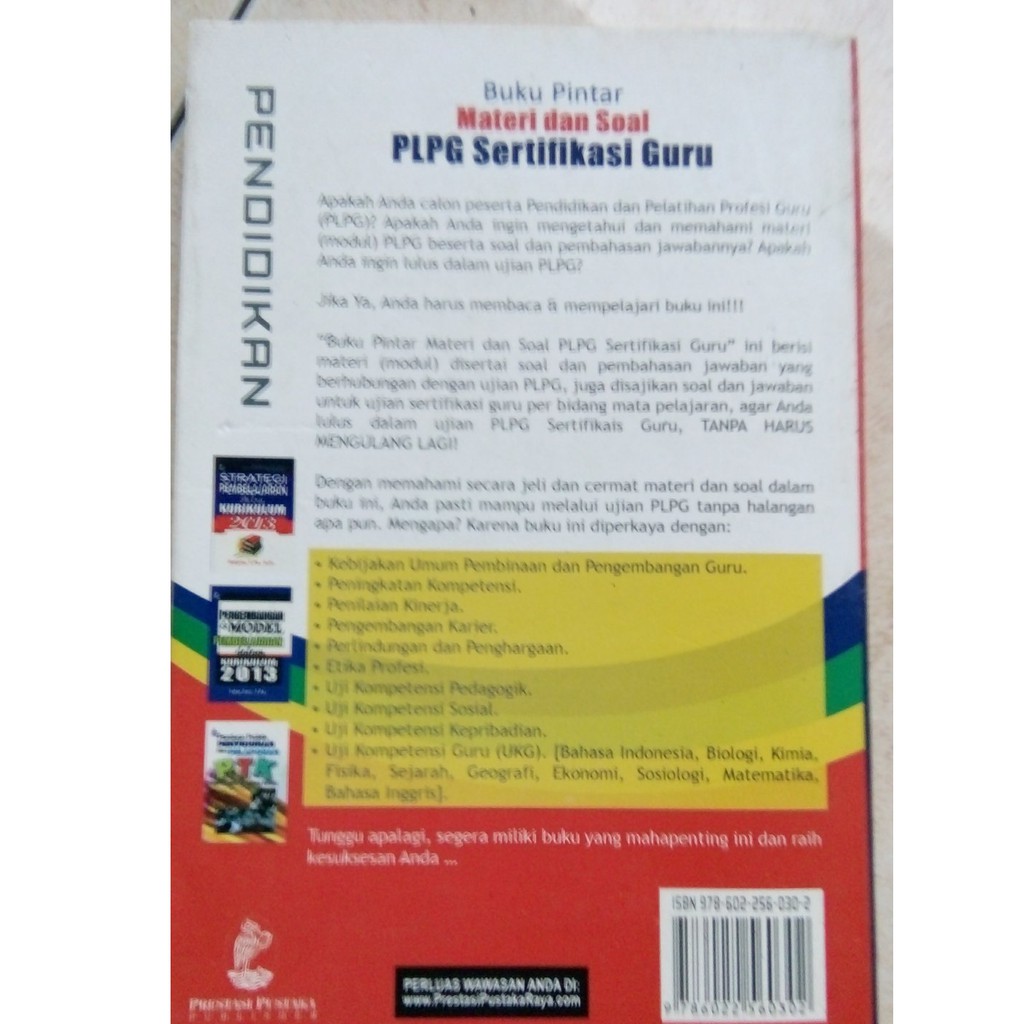 PENDIDIKAN
Buku Pintar
Materi dan Soal
PLPG Sertifikasi Guru
Apakah Anda calon peserta Pendidikan dan Pelatihan Profesi Guru
(PLPG)? Apakah Anda ingin mengetahui dan memahami materi
(modul) PLPG beserta soal dan pembahasan jawabannya? Apakah
Anda ingin lulus dalam ujian PLPG?
Jika Ya, Anda harus membaca & mempelajari buku ini!!!
"Buku Pintar Materi dan Soal PLPG Sertifikasi Guru" ini berisi
materi (modul) disertai soal dan pembahasan jawaban yang
berhubungan dengan ujian PLPG, juga disajikan soal dan jawaban
untuk ujian sertifikasi guru per bidang mata pelajaran, agar Anda
lulus dalam ujian PLPG Sertifikais Guru, TANPA HARUS
MENGULANG LAGI!
Dengan memahami secara jeli dan cermat materi dan soal dalam
buku ini, Anda pasti mampu melalui ujian PLPG tanpa halangan
apa pun. Mengapa? Karena buku ini diperkaya dengan:
• Kebijakan Umum Pembinaan dan Pengembangan Guru.
• Peningkatan Kompetensi.
• Penilaian Kinerja.
• Pengembangan Karier.
• Perlindungan dan Penghargaan.
• Etika Profesi.
• Uji Kompetensi Pedagogik.
• Uji Kompetensi Sosial.
• Uji Kompetensi Kepribadian.
• Uji Kompetensi Guru (UKG). [Bahasa Indonesia, Biologi, Kimia,
Fisika, Sejarah, Geografi, Ekonomi, Sosiologi, Matematika,
Bahasa Inggris].
Tunggu apalagi, segera miliki buku yang mahapenting ini dan raih
kesuksesan Anda ...
STRATEGI
PEMBELAJARAN
KURIKULUM
2013
PENGEMBANGAN
MODEL
PEMBELAJARAN
dalam
KURIKULUM
2013
PTK
PRESTASI PUSTAKA
PUBLISHER
PERLUAS WAWASAN ANDA DI:
www.PrestasiPustakaRaya.com
ISBN 978-602-256-030-2
9 786022 560302